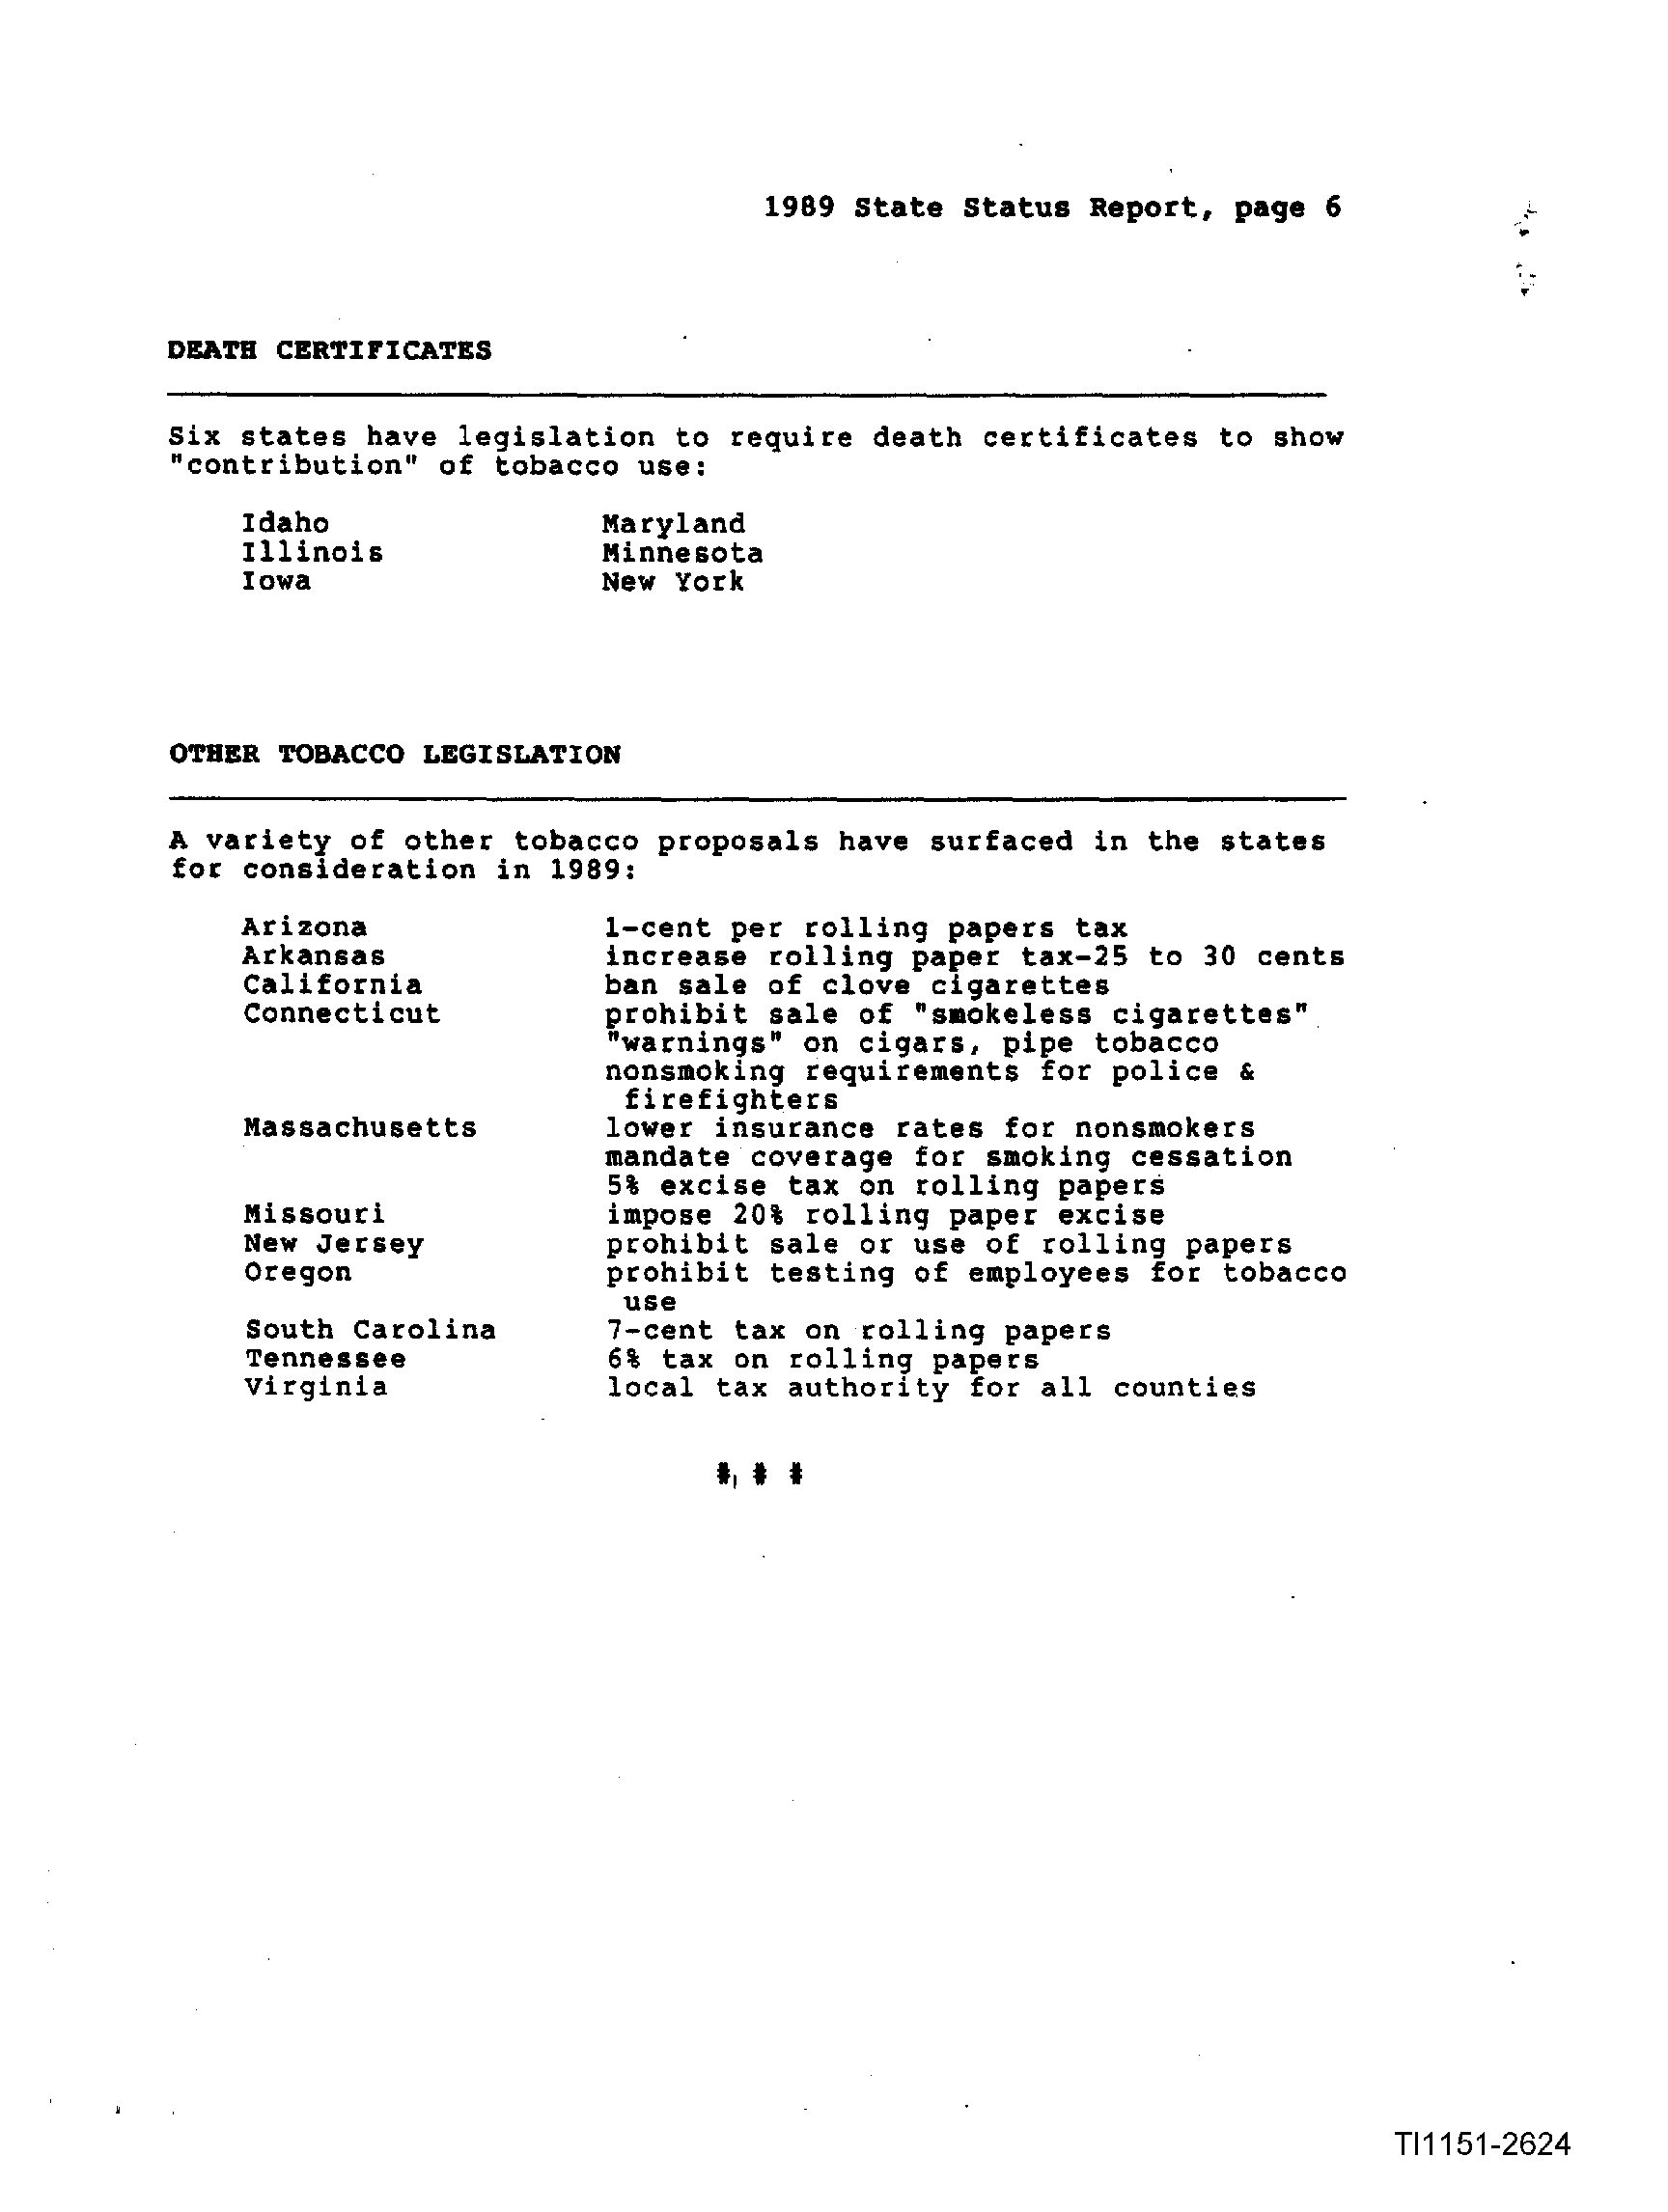 1989 State Status Report, page 6
DEATH CERTIFICATES
Six states have legislation to require death certificates to show
"contribution" of tobacco use:
Idaho Maryland
Illinois Minnesota
Iowa New York
OTHER TOBACCO LEGISLATION
A variety of other tobacco proposals have surfaced in the states
for consideration in 1989:
Arizona 1-cent per rolling papers tax
Arkansas increase rolling paper tax-25 to 30 cents
California ban sale of clove cigarettes
Connecticut prohibit sale of "smokeless cigarettes"
"warnings" on cigars, pipe tobacco
nonsmoking requirements for police &
firefighters
Massachusetts lower insurance rates for nonsmokers
mandate coverage for smoking cessation
5% excise tax on rolling papers
Missouri impose 20% rolling paper excise
New Jersey prohibit sale or use of rolling papers
Oregon prohibit testing of employees for tobacco
use
South Carolina 7-cent tax on rolling papers
Tennessee 6% tax on rolling papers
Virginia local tax authority for all counties
# # #
TI1151-2624